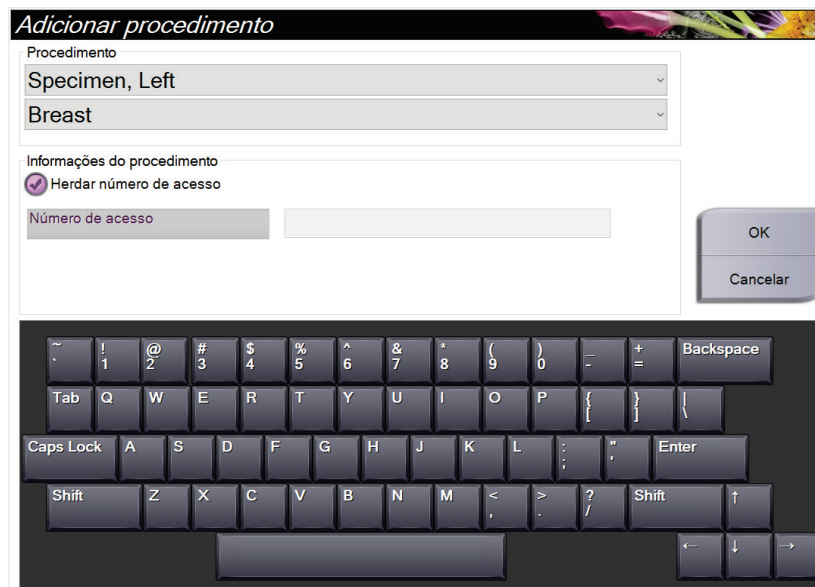 Adicionar procedimento
Procedimento
Specimen, Left
Breast
Informações do procedimento
Herdar número de acesso
Número de acesso
OK
Cancelar
~ ! @ # $ % ^ & * ( ) _ + Backspace
` 1 2 3 4 5 6 7 8 9 0 - =
Tab Q W E R T Y U I O P { } |
[ ] \
Caps Lock A S D F G H J K L : " Enter
; '
Shift Z X C V B N M < > ? Shift ↑
, . /
← ↓ →